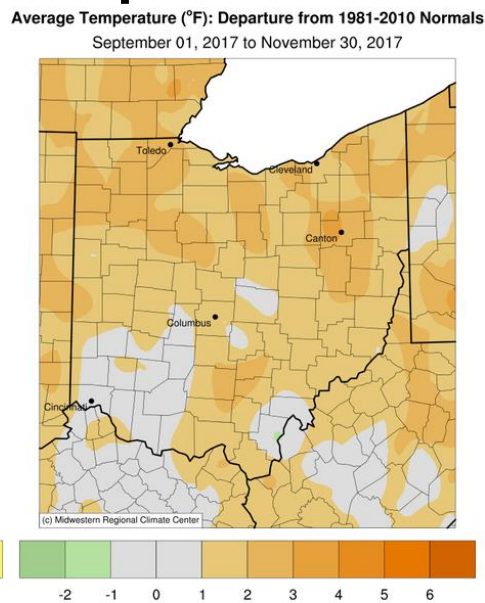 Average Temperature (°F): Departure from 1981-2010 Normals
September 01, 2017 to November 30, 2017
Toledo
Cleveland
Canton
Columbus
Cincinnati
(c) Midwestern Regional Climate Center
-2 -1 0 1 2 3 4 5 6